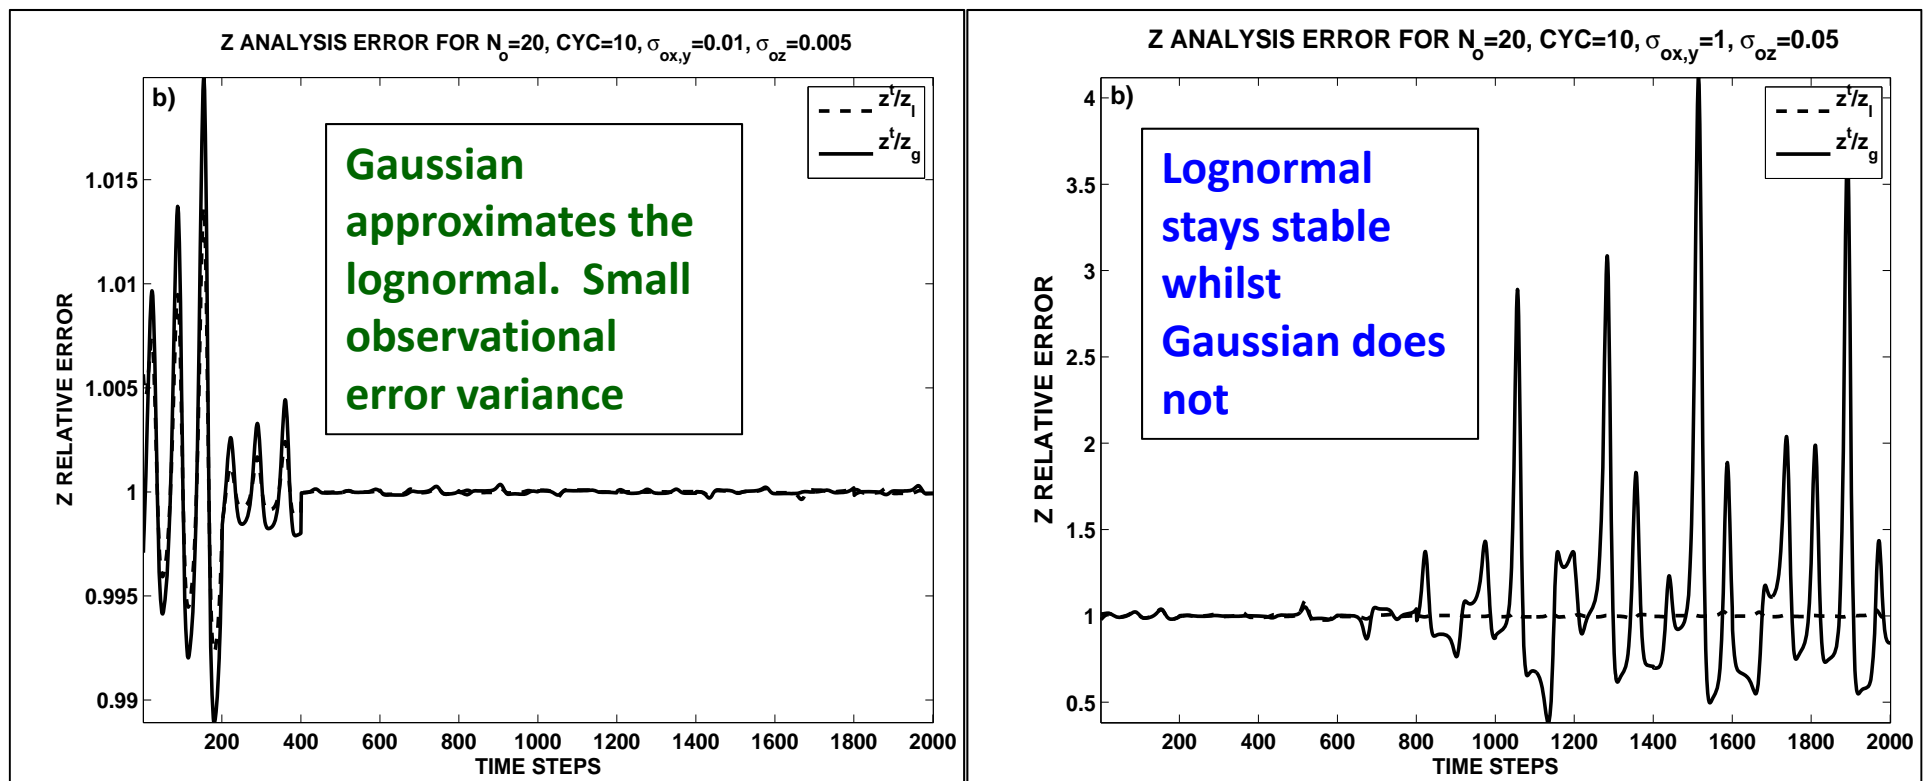 Z ANALYSIS ERROR FOR N_o=20, CYC=10, σ_ox,y=0.01, σ_oz=0.005
b)
z^t/z_l
z^t/z_g
Gaussian
approximates the
lognormal. Small
observational
error variance
Z RELATIVE ERROR
1.015
1.01
1.005
1
0.995
0.99
200 400 600 800 1000 1200 1400 1600 1800 2000
TIME STEPS
Z ANALYSIS ERROR FOR N_o=20, CYC=10, σ_ox,y=1, σ_oz=0.05
b)
z^t/z_l
z^t/z_g
Lognormal
stays stable
whilst
Gaussian does
not
Z RELATIVE ERROR
4
3.5
3
2.5
2
1.5
1
0.5
200 400 600 800 1000 1200 1400 1600 1800 2000
TIME STEPS